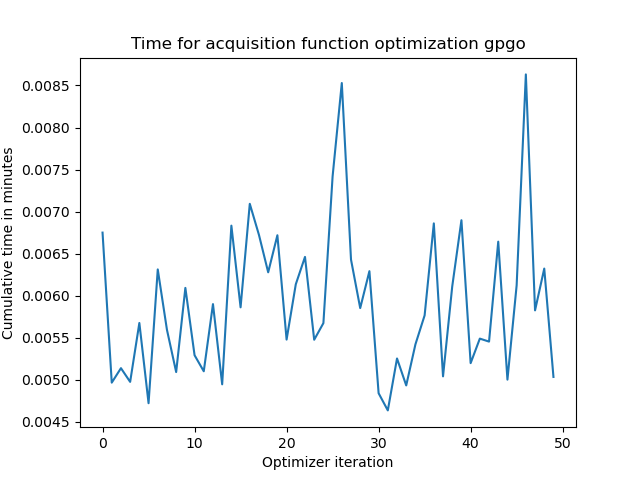 Time for acquisition function optimization gpgo
Cumulative time in minutes
0.0085
0.0080
0.0075
0.0070
0.0065
0.0060
0.0055
0.0050
0.0045
0 10 20 30 40 50
Optimizer iteration